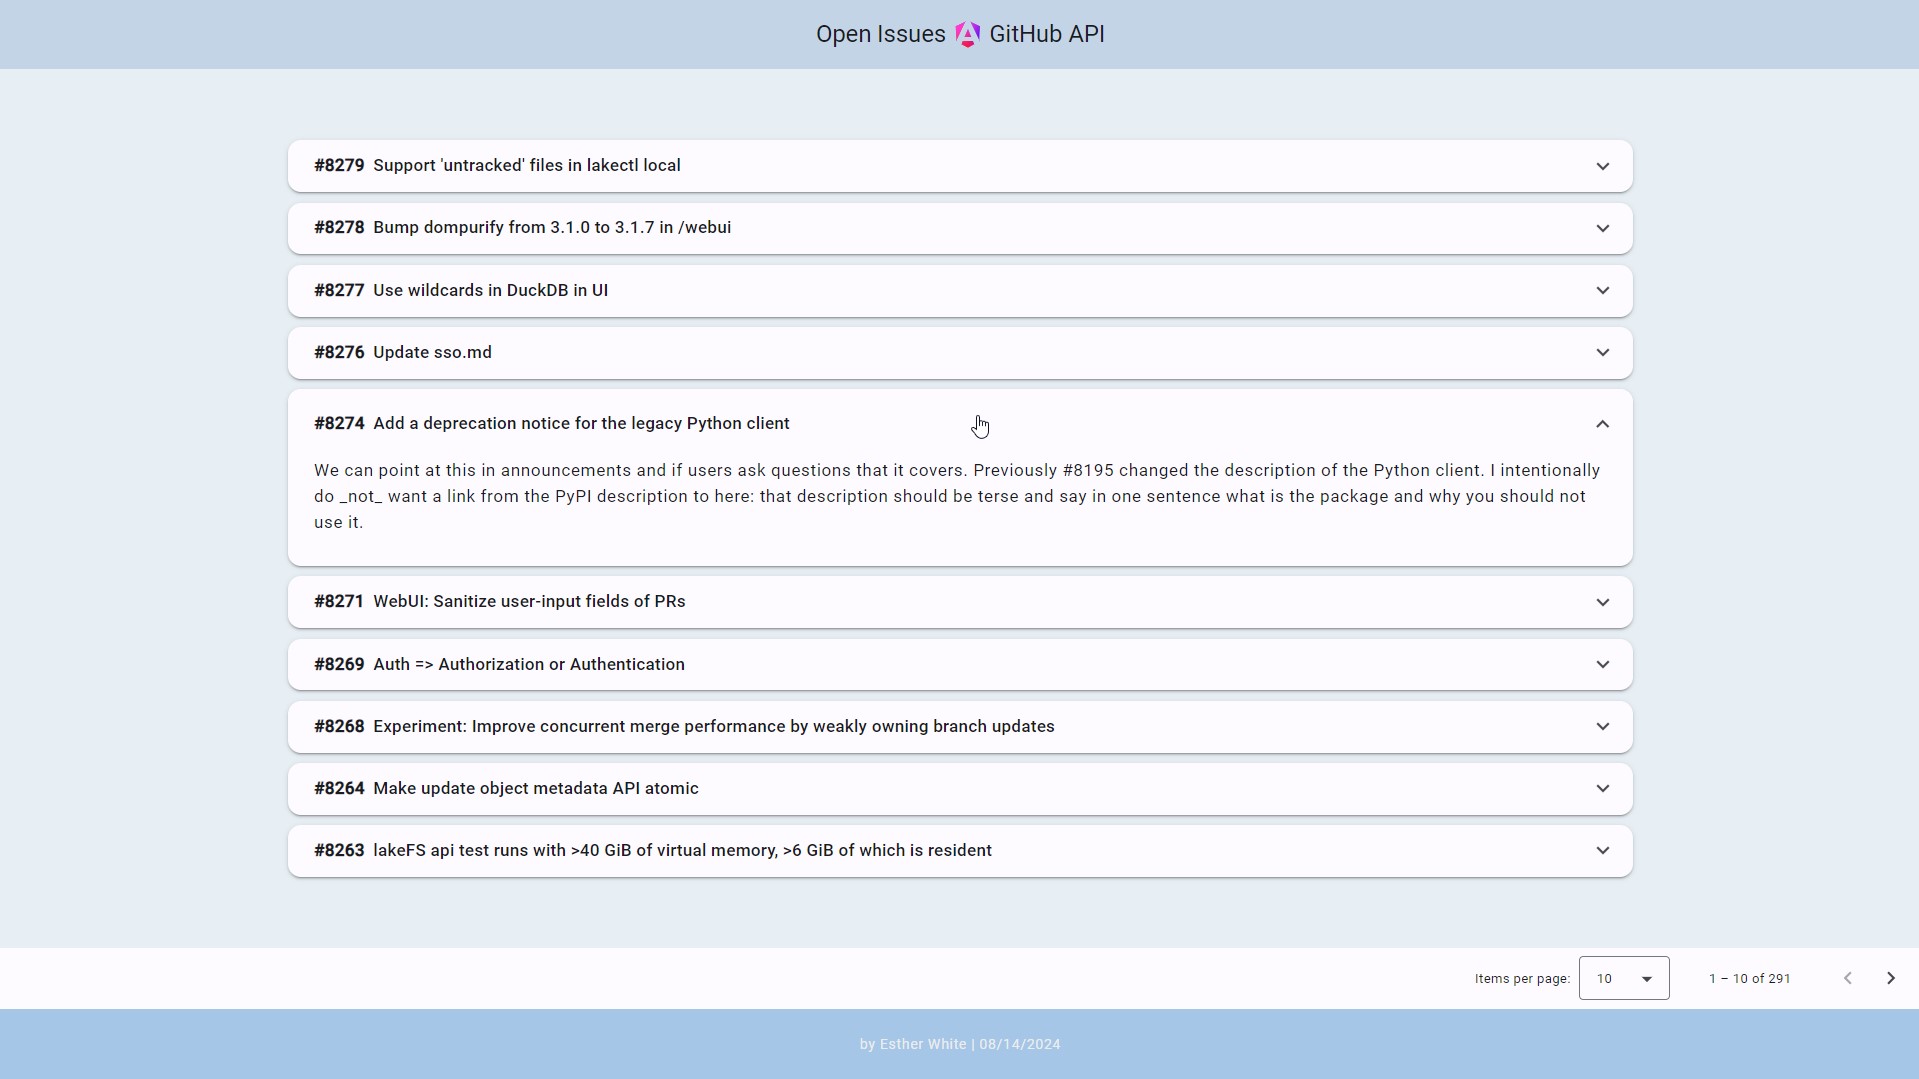 Open Issues GitHub API
#8279 Support 'untracked' files in lakectl local
#8278 Bump dompurify from 3.1.0 to 3.1.7 in /webui
#8277 Use wildcards in DuckDB in UI
#8276 Update sso.md
#8274 Add a deprecation notice for the legacy Python client
We can point at this in announcements and if users ask questions that it covers. Previously #8195 changed the description of the Python client. I intentionally
do _not_ want a link from the PyPI description to here: that description should be terse and say in one sentence what is the package and why you should not
use it.
#8271 WebUI: Sanitize user-input fields of PRs
#8269 Auth => Authorization or Authentication
#8268 Experiment: Improve concurrent merge performance by weakly owning branch updates
#8264 Make update object metadata API atomic
#8263 lakeFS api test runs with >40 GiB of virtual memory, >6 GiB of which is resident
Items per page: 10 1 – 10 of 291
by Esther White | 08/14/2024